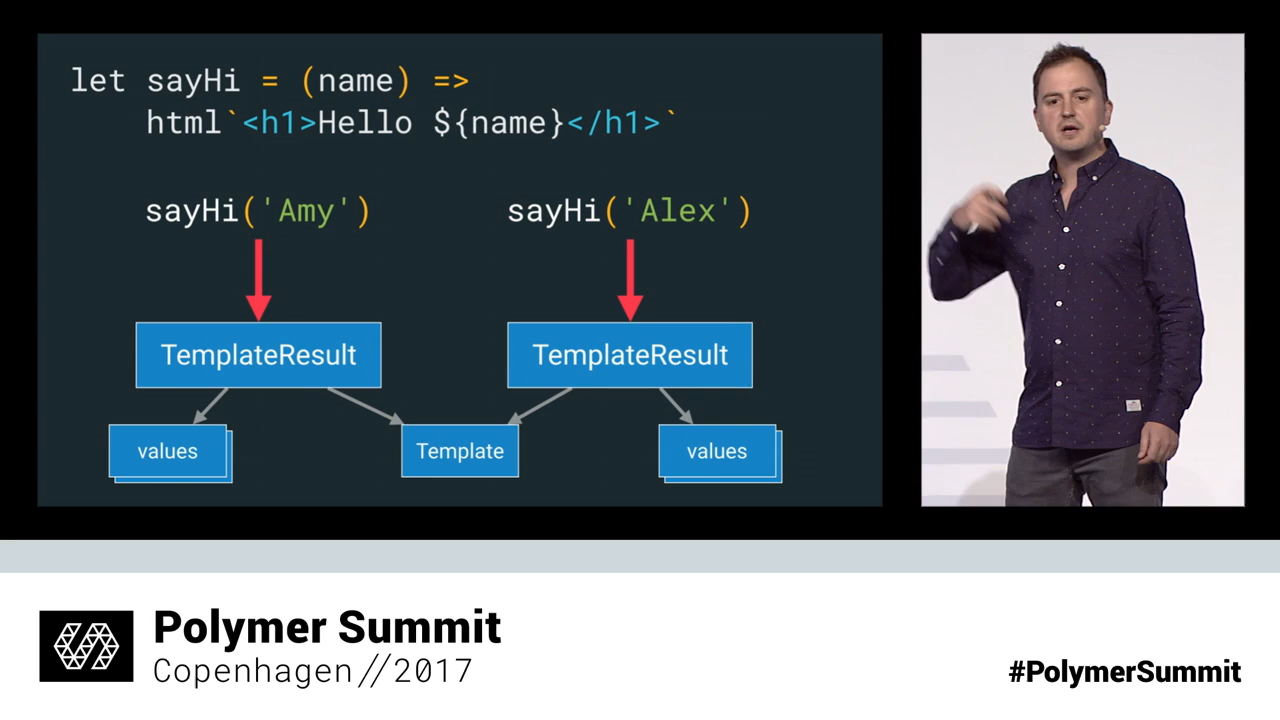 let sayHi = (name) =>
html`<h1>Hello ${name}</h1>`
sayHi('Amy') sayHi('Alex')
TemplateResult TemplateResult
values Template values
Polymer Summit
Copenhagen//2017
#PolymerSummit